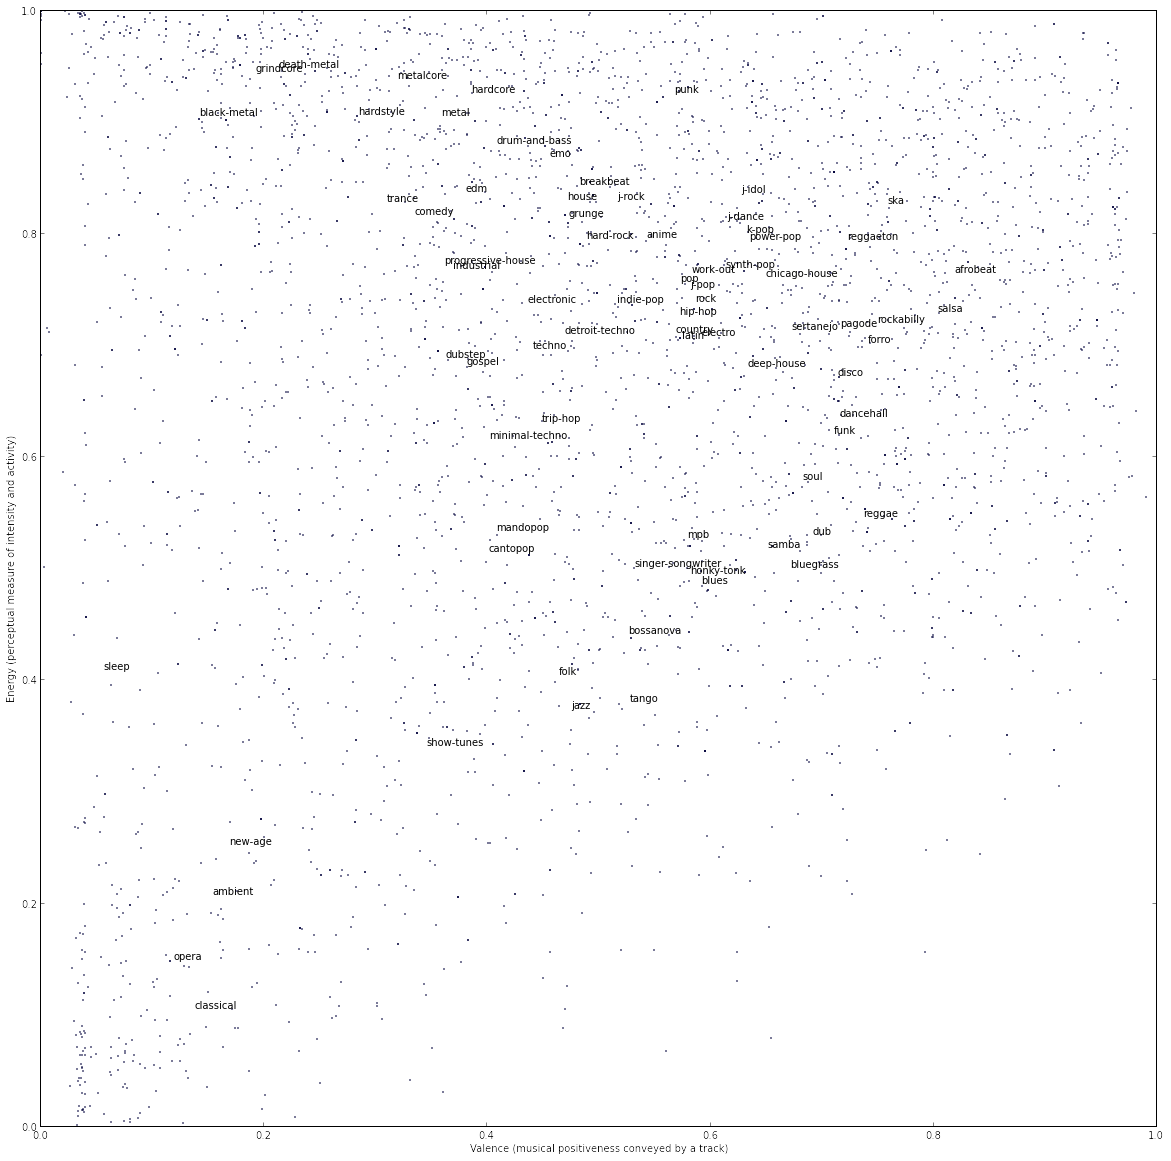 1.0
death-metal
grindcore
metalcore
hardcore
punk
black-metal
hardstyle
metal
drum-and-bass
emo
breakbeat
edm
house
j-rock
j-idol
trance
ska
comedy
grunge
j-dance
k-pop
0.8
hard-rock
anime
power-pop
reggaeton
progressive-house
industrial
synth-pop
work-out
chicago-house
afrobeat
pop
j-pop
electronic
indie-pop
rock
hip-hop
salsa
rockabilly
detroit-techno
country
latin
electro
sertanejo
pagode
forro
techno
dubstep
gospel
deep-house
disco
trip-hop
dancehall
minimal-techno
funk
0.6
soul
reggae
mandopop
mpb
dub
cantopop
samba
singer-songwriter
honky-tonk
bluegrass
blues
bossanova
sleep
folk
0.4
tango
jazz
show-tunes
new-age
ambient
0.2
opera
classical
0.0
0.0 0.2 0.4 0.6 0.8 1.0
Valence (musical positiveness conveyed by a track)
Energy (perceptual measure of intensity and activity)